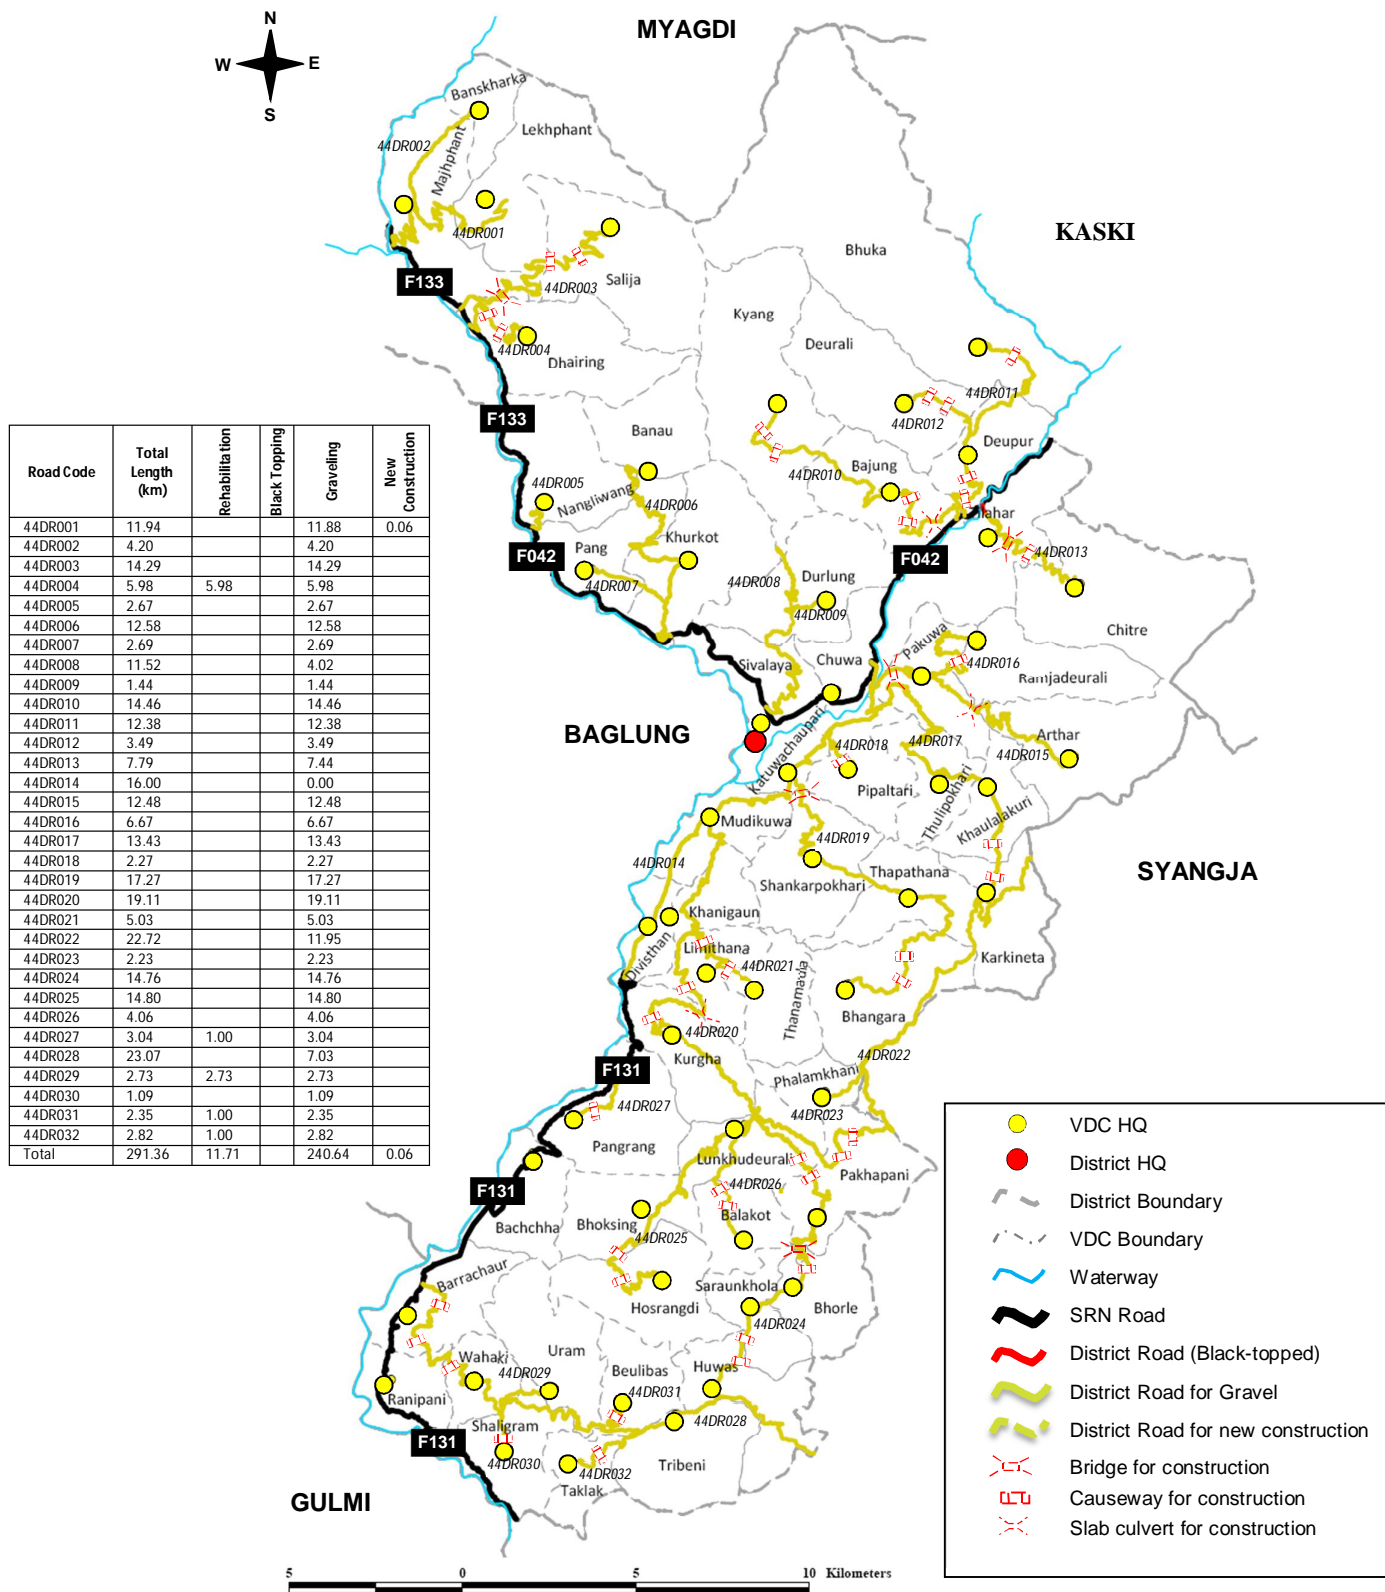 N
W E
S
MYAGDI
KASKI
BAGLUNG
SYANGJA
GULMI
Banskharka
Lekhphant
44DR002
Majhphant
44DR001
Bhuka
F133
Salija
44DR003
Kyang
Deurali
44DR004
Dhairing
44DR011
F133
44DR012
Banau
Deupur
44DR005
44DR010
Bajung
Nangliwang
44DR006
Jahar
Khurkot
44DR013
F042
Pang
F042
44DR007
44DR008
Durlung
44DR009
Chitre
Pakuwa
Sivalaya
Chuwa
44DR016
Ramjadeurali
Katuwachaupari
Arthar
44DR018
44DR017
44DR015
Pipaltari
Thulipokhari
Mudikuwa
Khaulalakuri
44DR019
44DR014
Thapathana
Shankarpokhari
Khanigaun
Limithana
Divisthan
44DR021
Karkineta
Thanamaula
Bhangara
44DR020
Kurgha
44DR022
F131
Phalamkhani
44DR027
44DR023
Pangrang
Lunkhudeurali
Pakhapani
44DR026
F131
Bachchha
Bhoksing
Balakot
44DR025
Barrachaur
Saraunkhola
Hosrangdi
Bhorle
44DR024
Uram
Wahaki
Beulibas
Huwas
44DR029
44DR031
Ranipani
44DR028
Shaligram
F131
44DR030
44DR032
Tribeni
Taklak
Road Code Total Length (km) Rehabilitation Black Topping Graveling New Construction
44DR001 11.94 11.88 0.06
44DR002 4.20 4.20
44DR003 14.29 14.29
44DR004 5.98 5.98 5.98
44DR005 2.67 2.67
44DR006 12.58 12.58
44DR007 2.69 2.69
44DR008 11.52 4.02
44DR009 1.44 1.44
44DR010 14.46 14.46
44DR011 12.38 12.38
44DR012 3.49 3.49
44DR013 7.79 7.44
44DR014 16.00 0.00
44DR015 12.48 12.48
44DR016 6.67 6.67
44DR017 13.43 13.43
44DR018 2.27 2.27
44DR019 17.27 17.27
44DR020 19.11 19.11
44DR021 5.03 5.03
44DR022 22.72 11.95
44DR023 2.23 2.23
44DR024 14.76 14.76
44DR025 14.80 14.80
44DR026 4.06 4.06
44DR027 3.04 1.00 3.04
44DR028 23.07 7.03
44DR029 2.73 2.73 2.73
44DR030 1.09 1.09
44DR031 2.35 1.00 2.35
44DR032 2.82 1.00 2.82
Total 291.36 11.71 240.64 0.06
VDC HQ
District HQ
District Boundary
VDC Boundary
Waterway
SRN Road
District Road (Black-topped)
District Road for Gravel
District Road for new construction
Bridge for construction
Causeway for construction
Slab culvert for construction
5 0 5 10 Kilometers